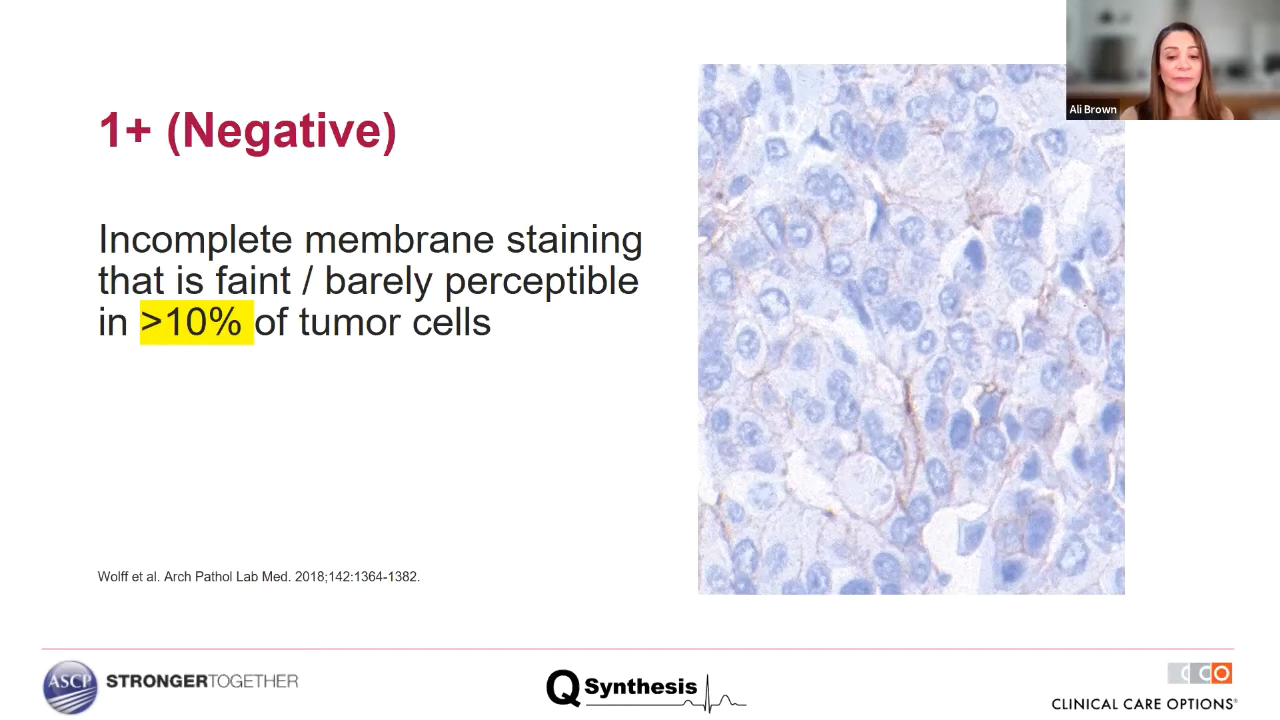 Ali Brown
1+ (Negative)
Incomplete membrane staining
that is faint / barely perceptible
in >10% of tumor cells
Wolff et al. Arch Pathol Lab Med. 2018;142:1364-1382.
ASCP STRONGERTOGETHER
Q Synthesis
CCO
CLINICAL CARE OPTIONS®